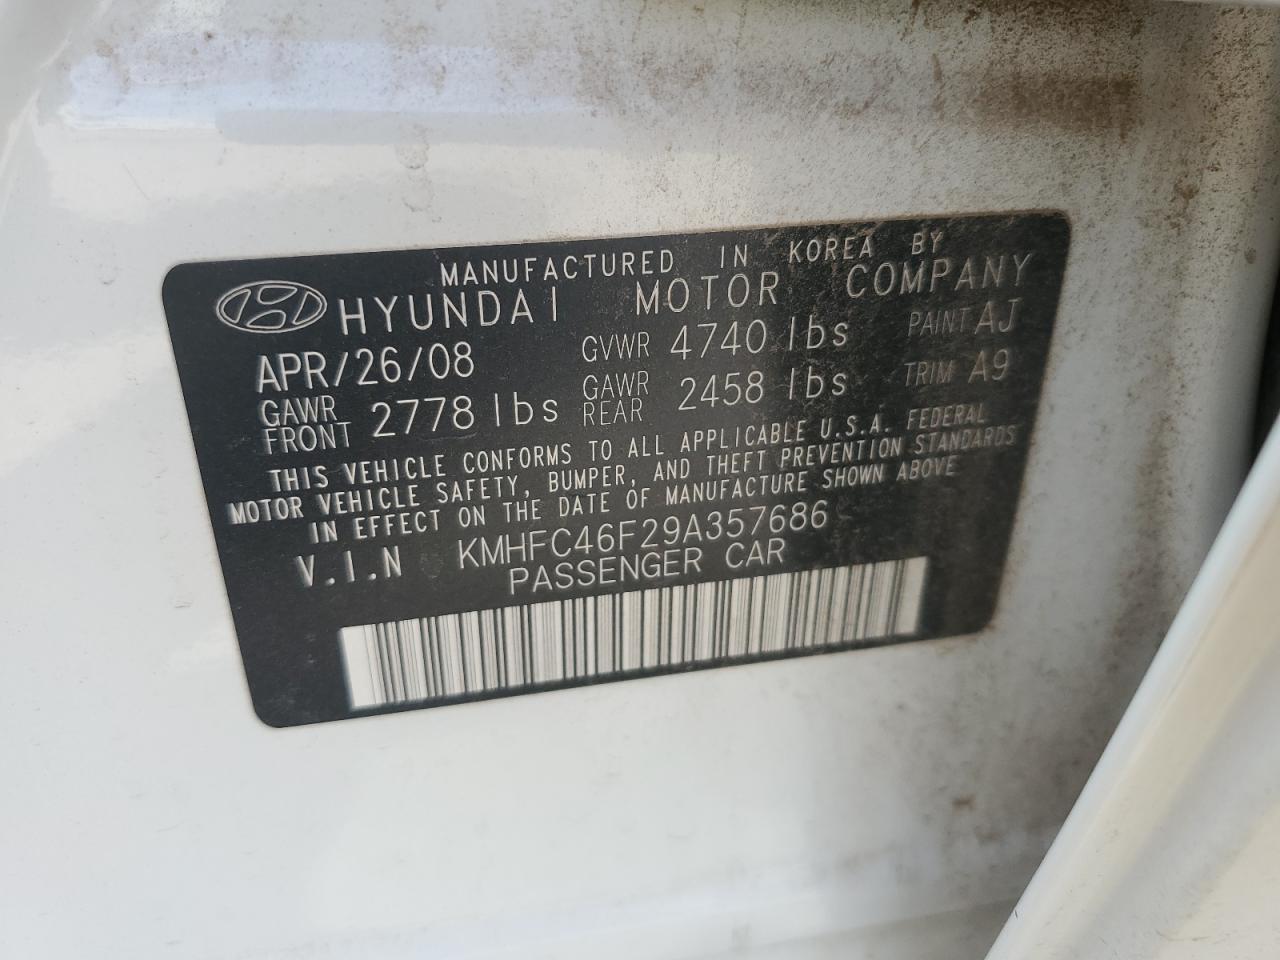 MANUFACTURED IN KOREA BY
HYUNDAI MOTOR COMPANY
APR/26/08 GVWR 4740 lbs PAINT AJ
GAWR FRONT 2778 lbs GAWR REAR 2458 lbs TRIM A9
THIS VEHICLE CONFORMS TO ALL APPLICABLE U.S.A. FEDERAL
MOTOR VEHICLE SAFETY, BUMPER, AND THEFT PREVENTION STANDARDS
IN EFFECT ON THE DATE OF MANUFACTURE SHOWN ABOVE
V.I.N KMHFC46F29A357686
PASSENGER CAR